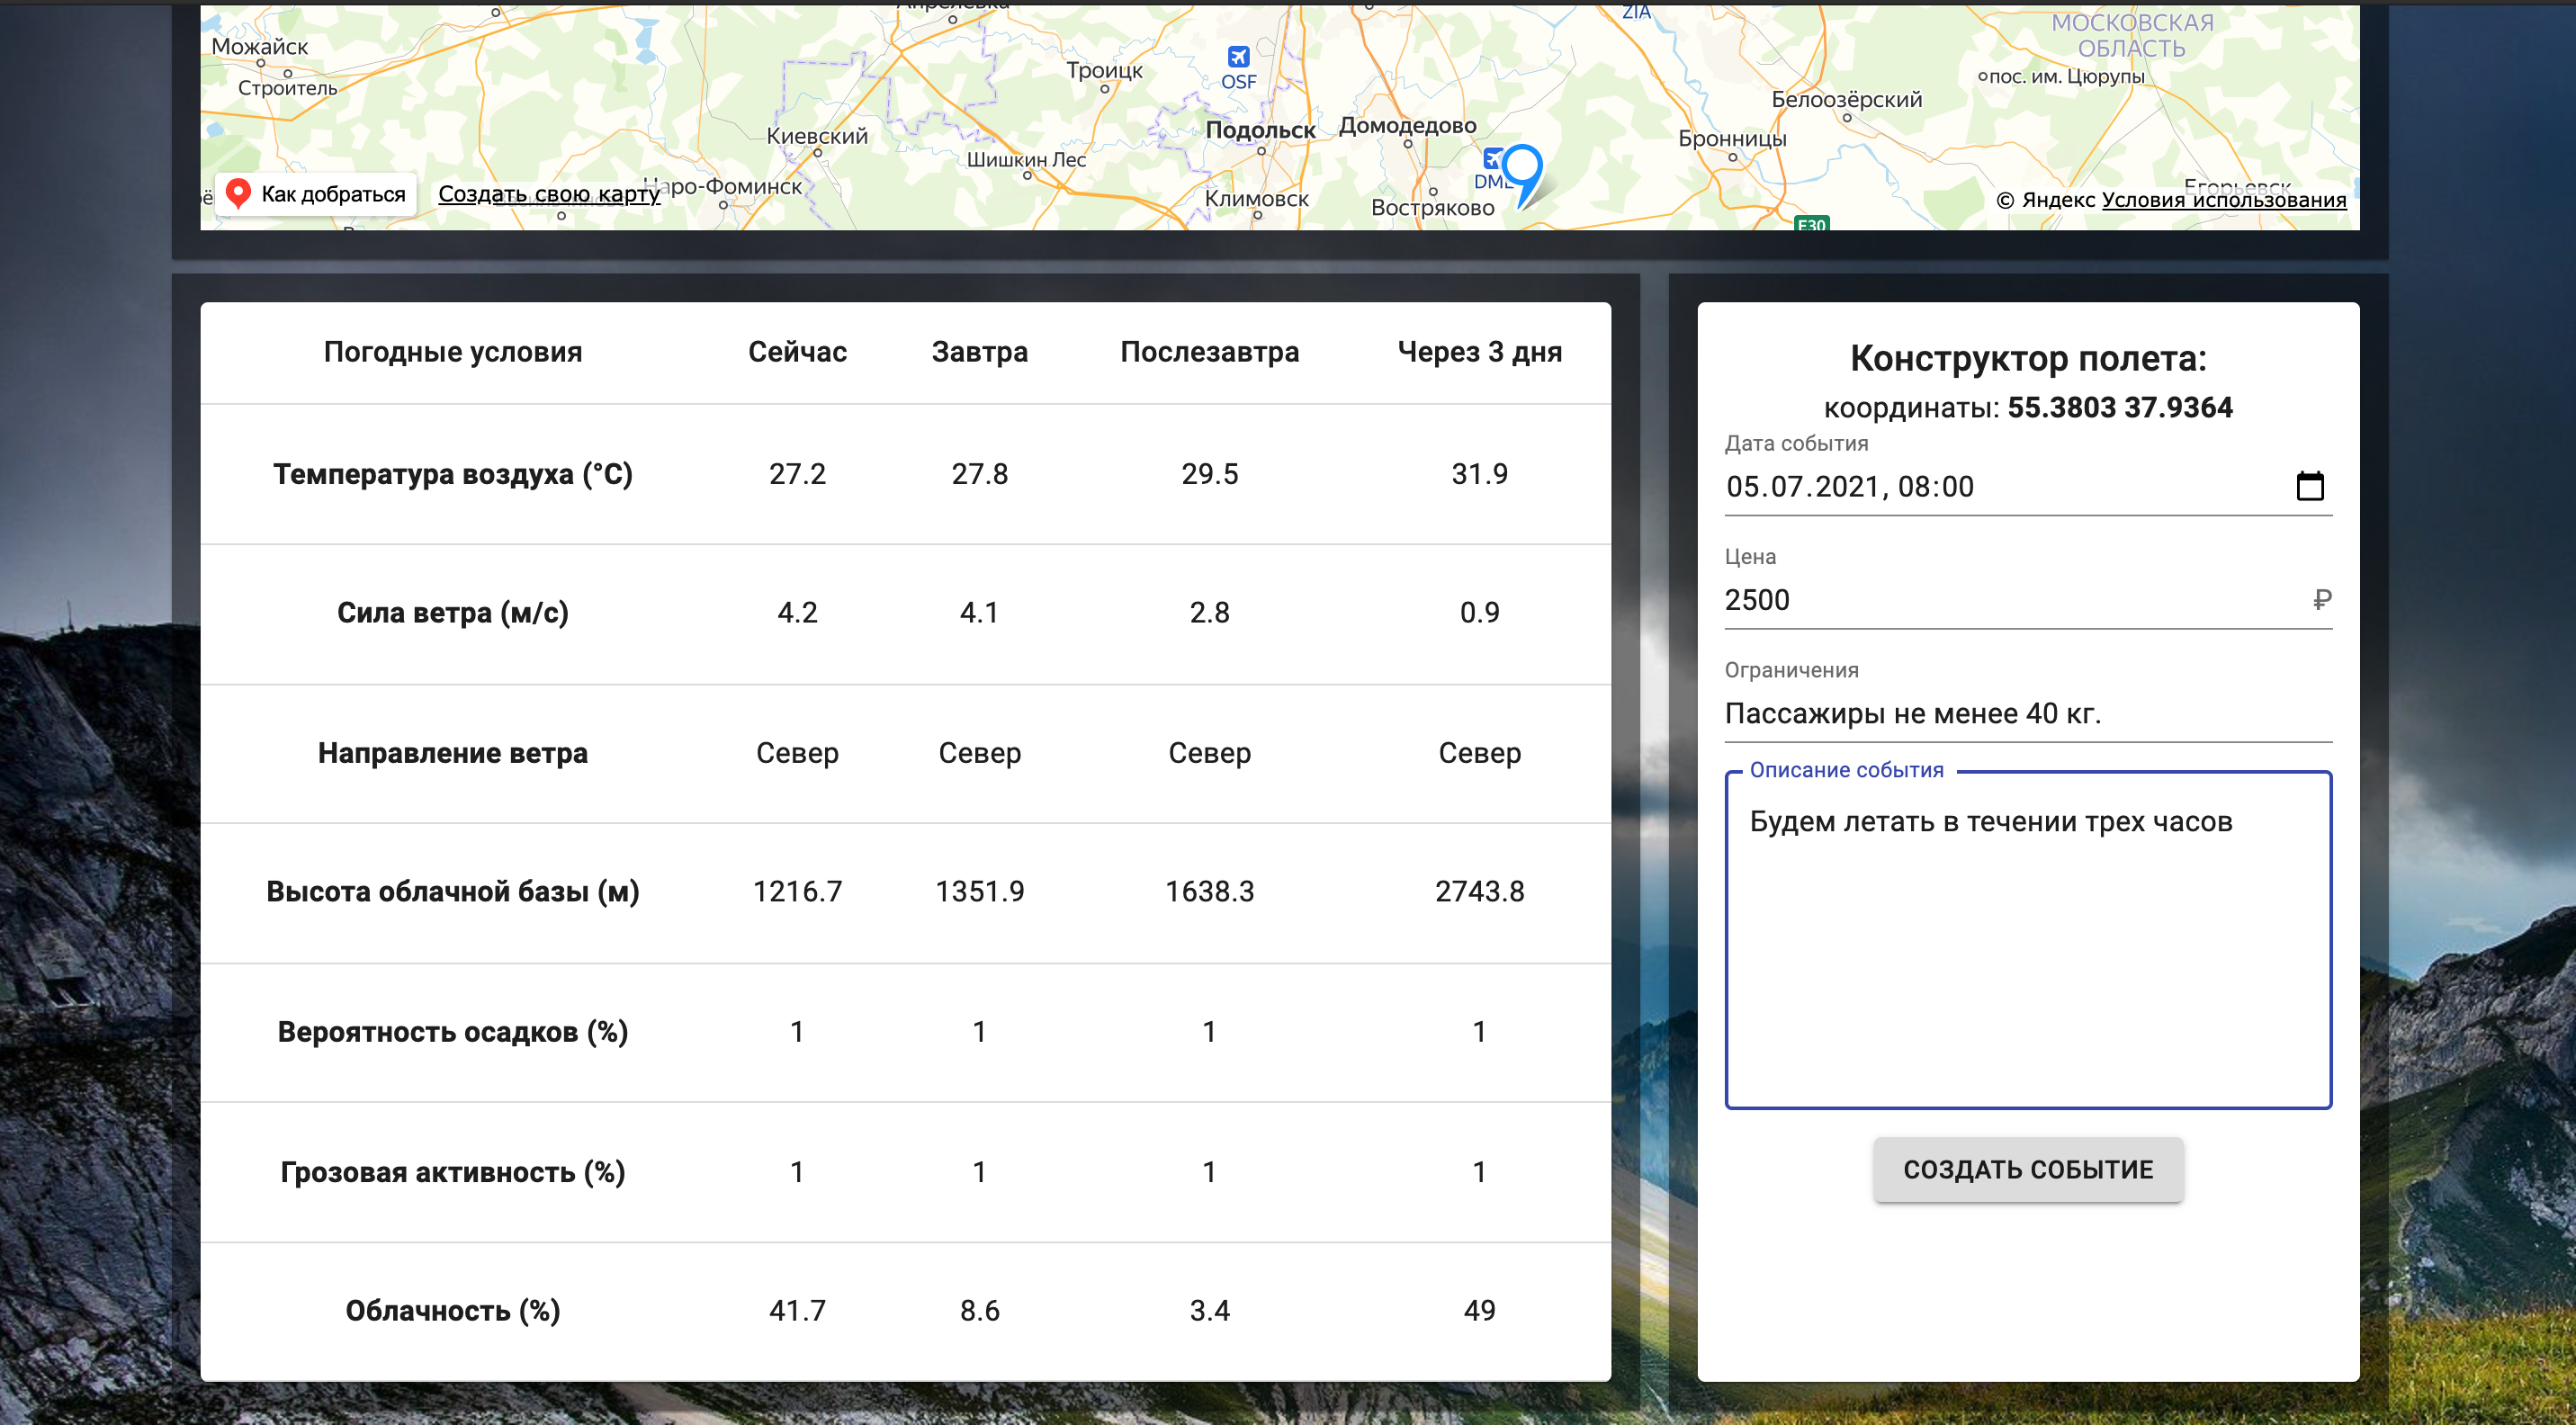 Апрелевка
ZIA
МОСКОВСКАЯ
ОБЛАСТЬ
Можайск
Строитель
Троицк
OSF
пос. им. Цюрупы
Белоозёрский
Киевский
Подольск
Домодедово
Бронницы
Шишкин Лес
DME
Наро-Фоминск
Климовск
Востряково
Егорьевск
Как добраться
Создать свою карту
© Яндекс Условия использования
E30
Погодные условия Сейчас Завтра Послезавтра Через 3 дня
Температура воздуха (°C) 27.2 27.8 29.5 31.9
Сила ветра (м/с) 4.2 4.1 2.8 0.9
Направление ветра Север Север Север Север
Высота облачной базы (м) 1216.7 1351.9 1638.3 2743.8
Вероятность осадков (%) 1 1 1 1
Грозовая активность (%) 1 1 1 1
Облачность (%) 41.7 8.6 3.4 49
Конструктор полета:
координаты: 55.3803 37.9364
Дата события
05.07.2021, 08:00
Цена
2500 ₽
Ограничения
Пассажиры не менее 40 кг.
Описание события
Будем летать в течении трех часов
СОЗДАТЬ СОБЫТИЕ